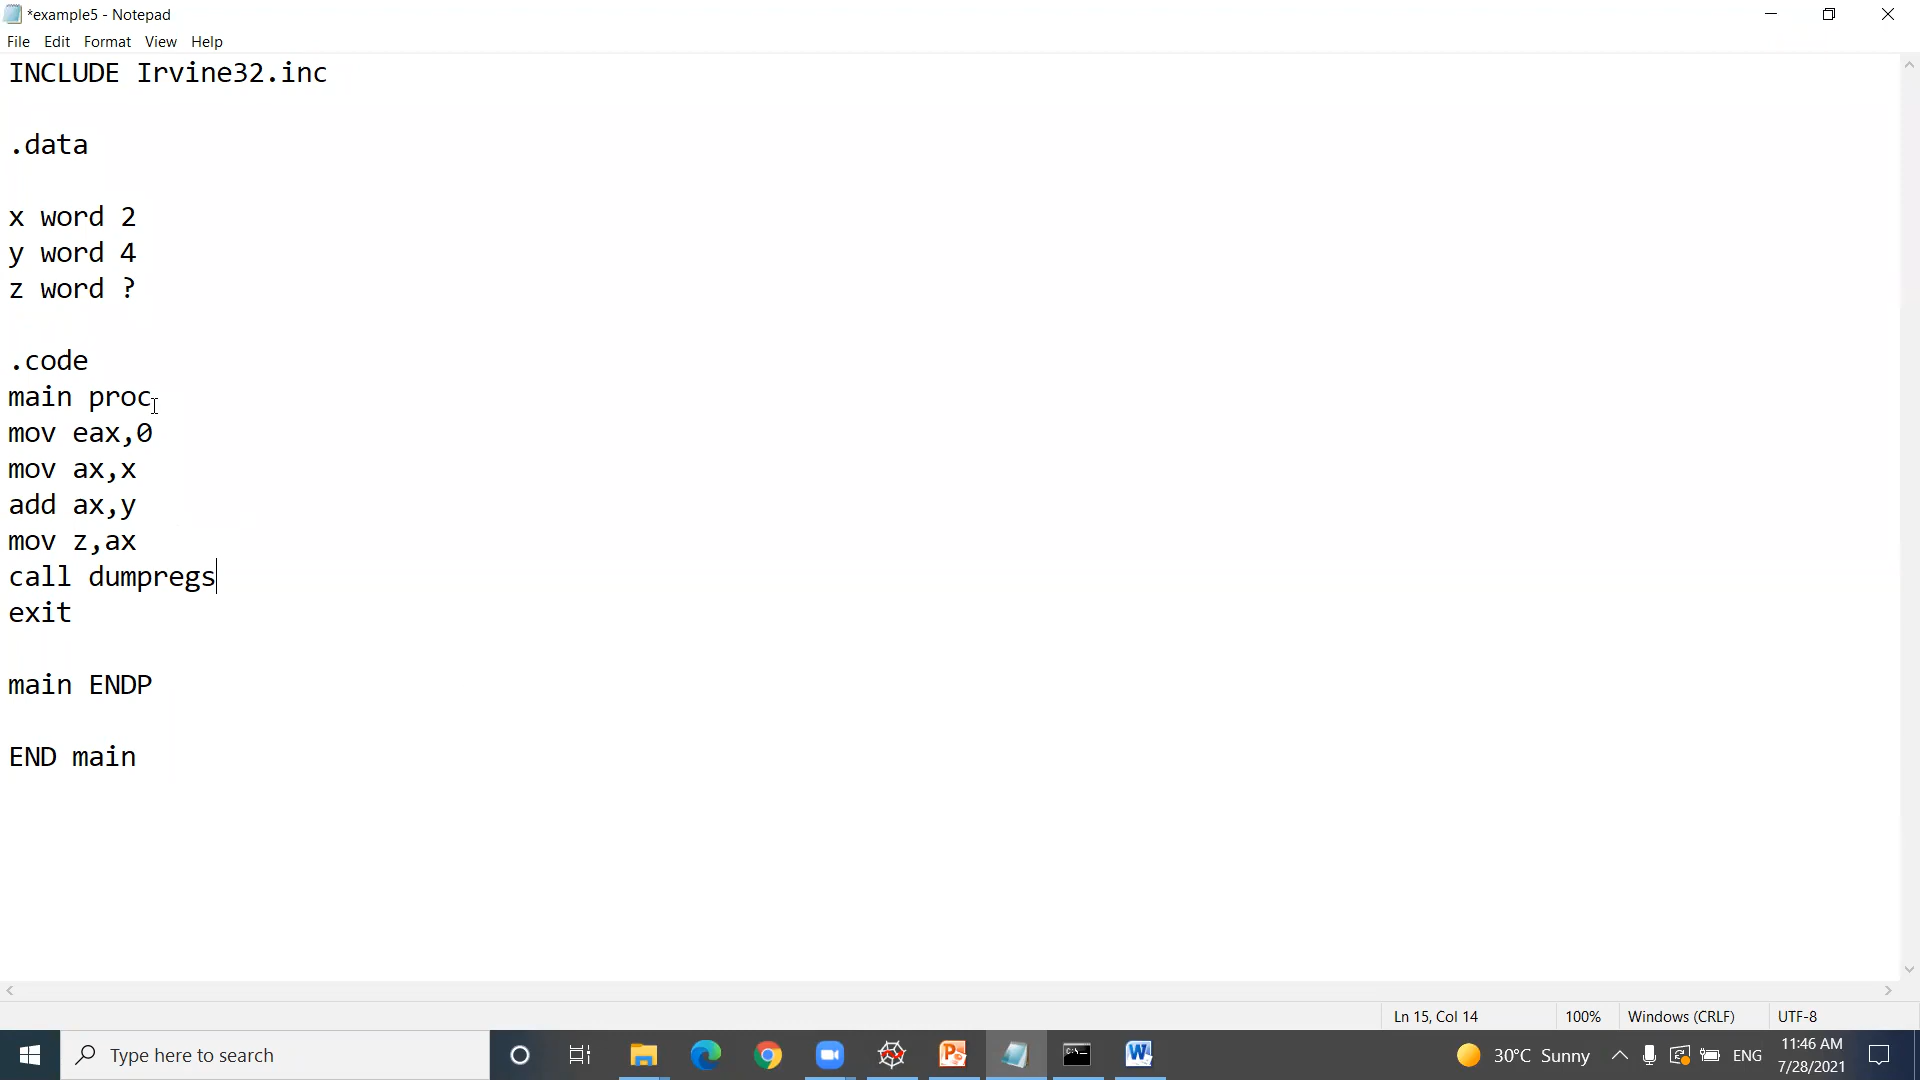 *example5 - Notepad
File Edit Format View Help
INCLUDE Irvine32.inc
.data
x word 2
y word 4
z word ?
.code
main proc
mov eax,0
mov ax,x
add ax,y
mov z,ax
call dumpregs
exit
main ENDP
END main
Ln 15, Col 14 100% Windows (CRLF) UTF-8
Type here to search 30°C Sunny ENG 11:46 AM
7/28/2021